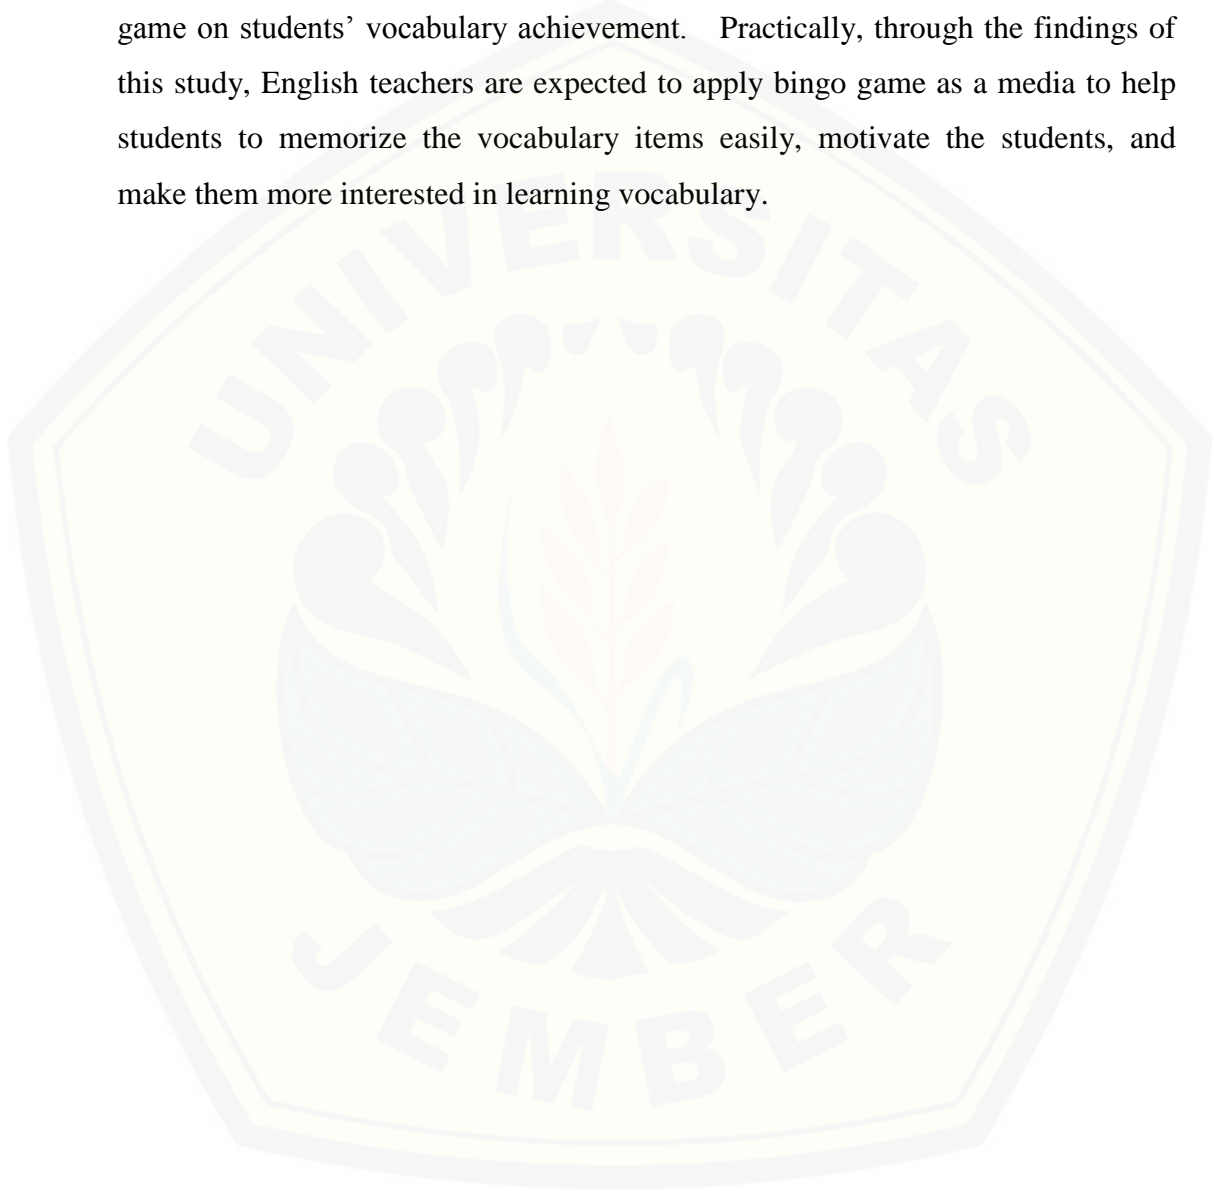 game on students’ vocabulary achievement. Practically, through the findings of
this study, English teachers are expected to apply bingo game as a media to help
students to memorize the vocabulary items easily, motivate the students, and
make them more interested in learning vocabulary.
UNIVERSITAS
JEMBER